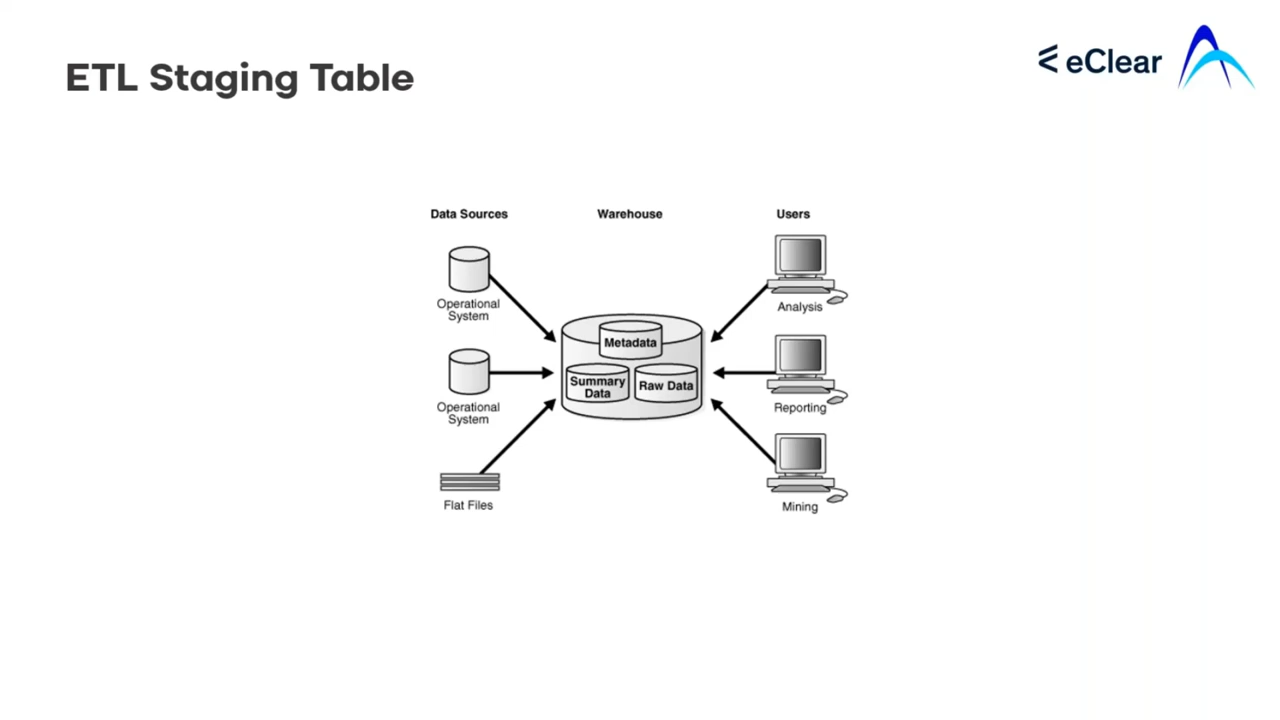 ETL Staging Table
eClear
Data Sources
Warehouse
Users
Operational
System
Operational
System
Flat Files
Metadata
Summary
Data
Raw Data
Analysis
Reporting
Mining